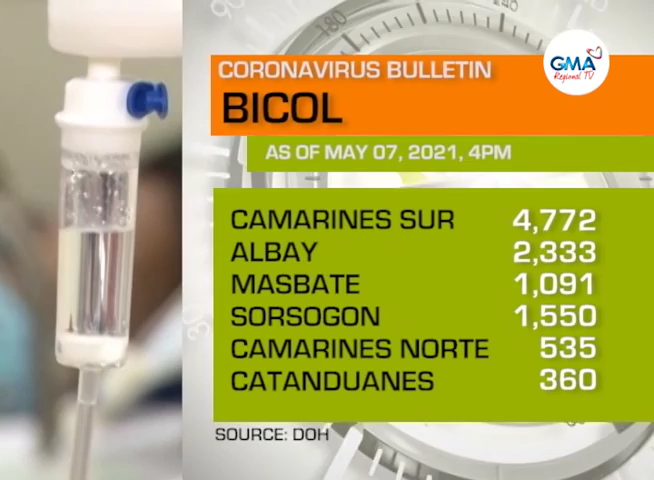 GMA
Regional TV
CORONAVIRUS BULLETIN
BICOL
AS OF MAY 07, 2021, 4PM
CAMARINES SUR 4,772
ALBAY 2,333
MASBATE 1,091
SORSOGON 1,550
CAMARINES NORTE 535
CATANDUANES 360
SOURCE: DOH
180